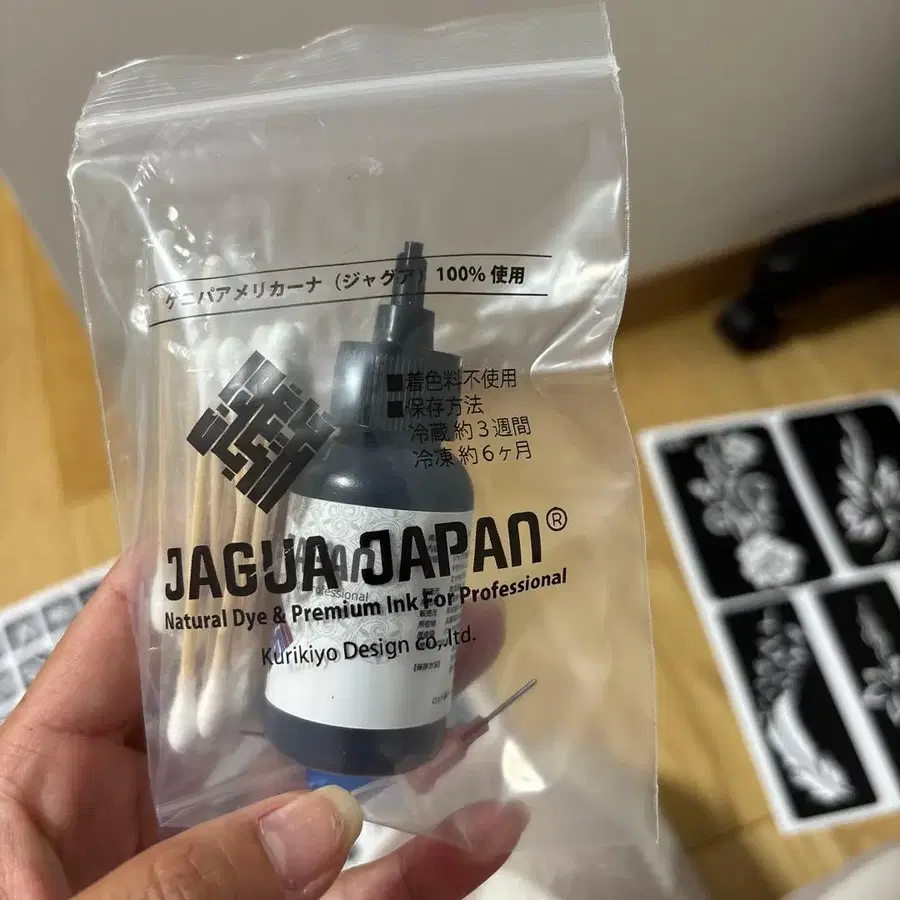 ゲニパアメリカーナ（ジャグア）100%使用
■着色料不使用
■保存方法
冷蔵 約3週間
冷凍 約6ヶ月
JAGUA JAPAN®
Natural Dye & Premium Ink For Professional
Kurikiyo Design co,.ltd.